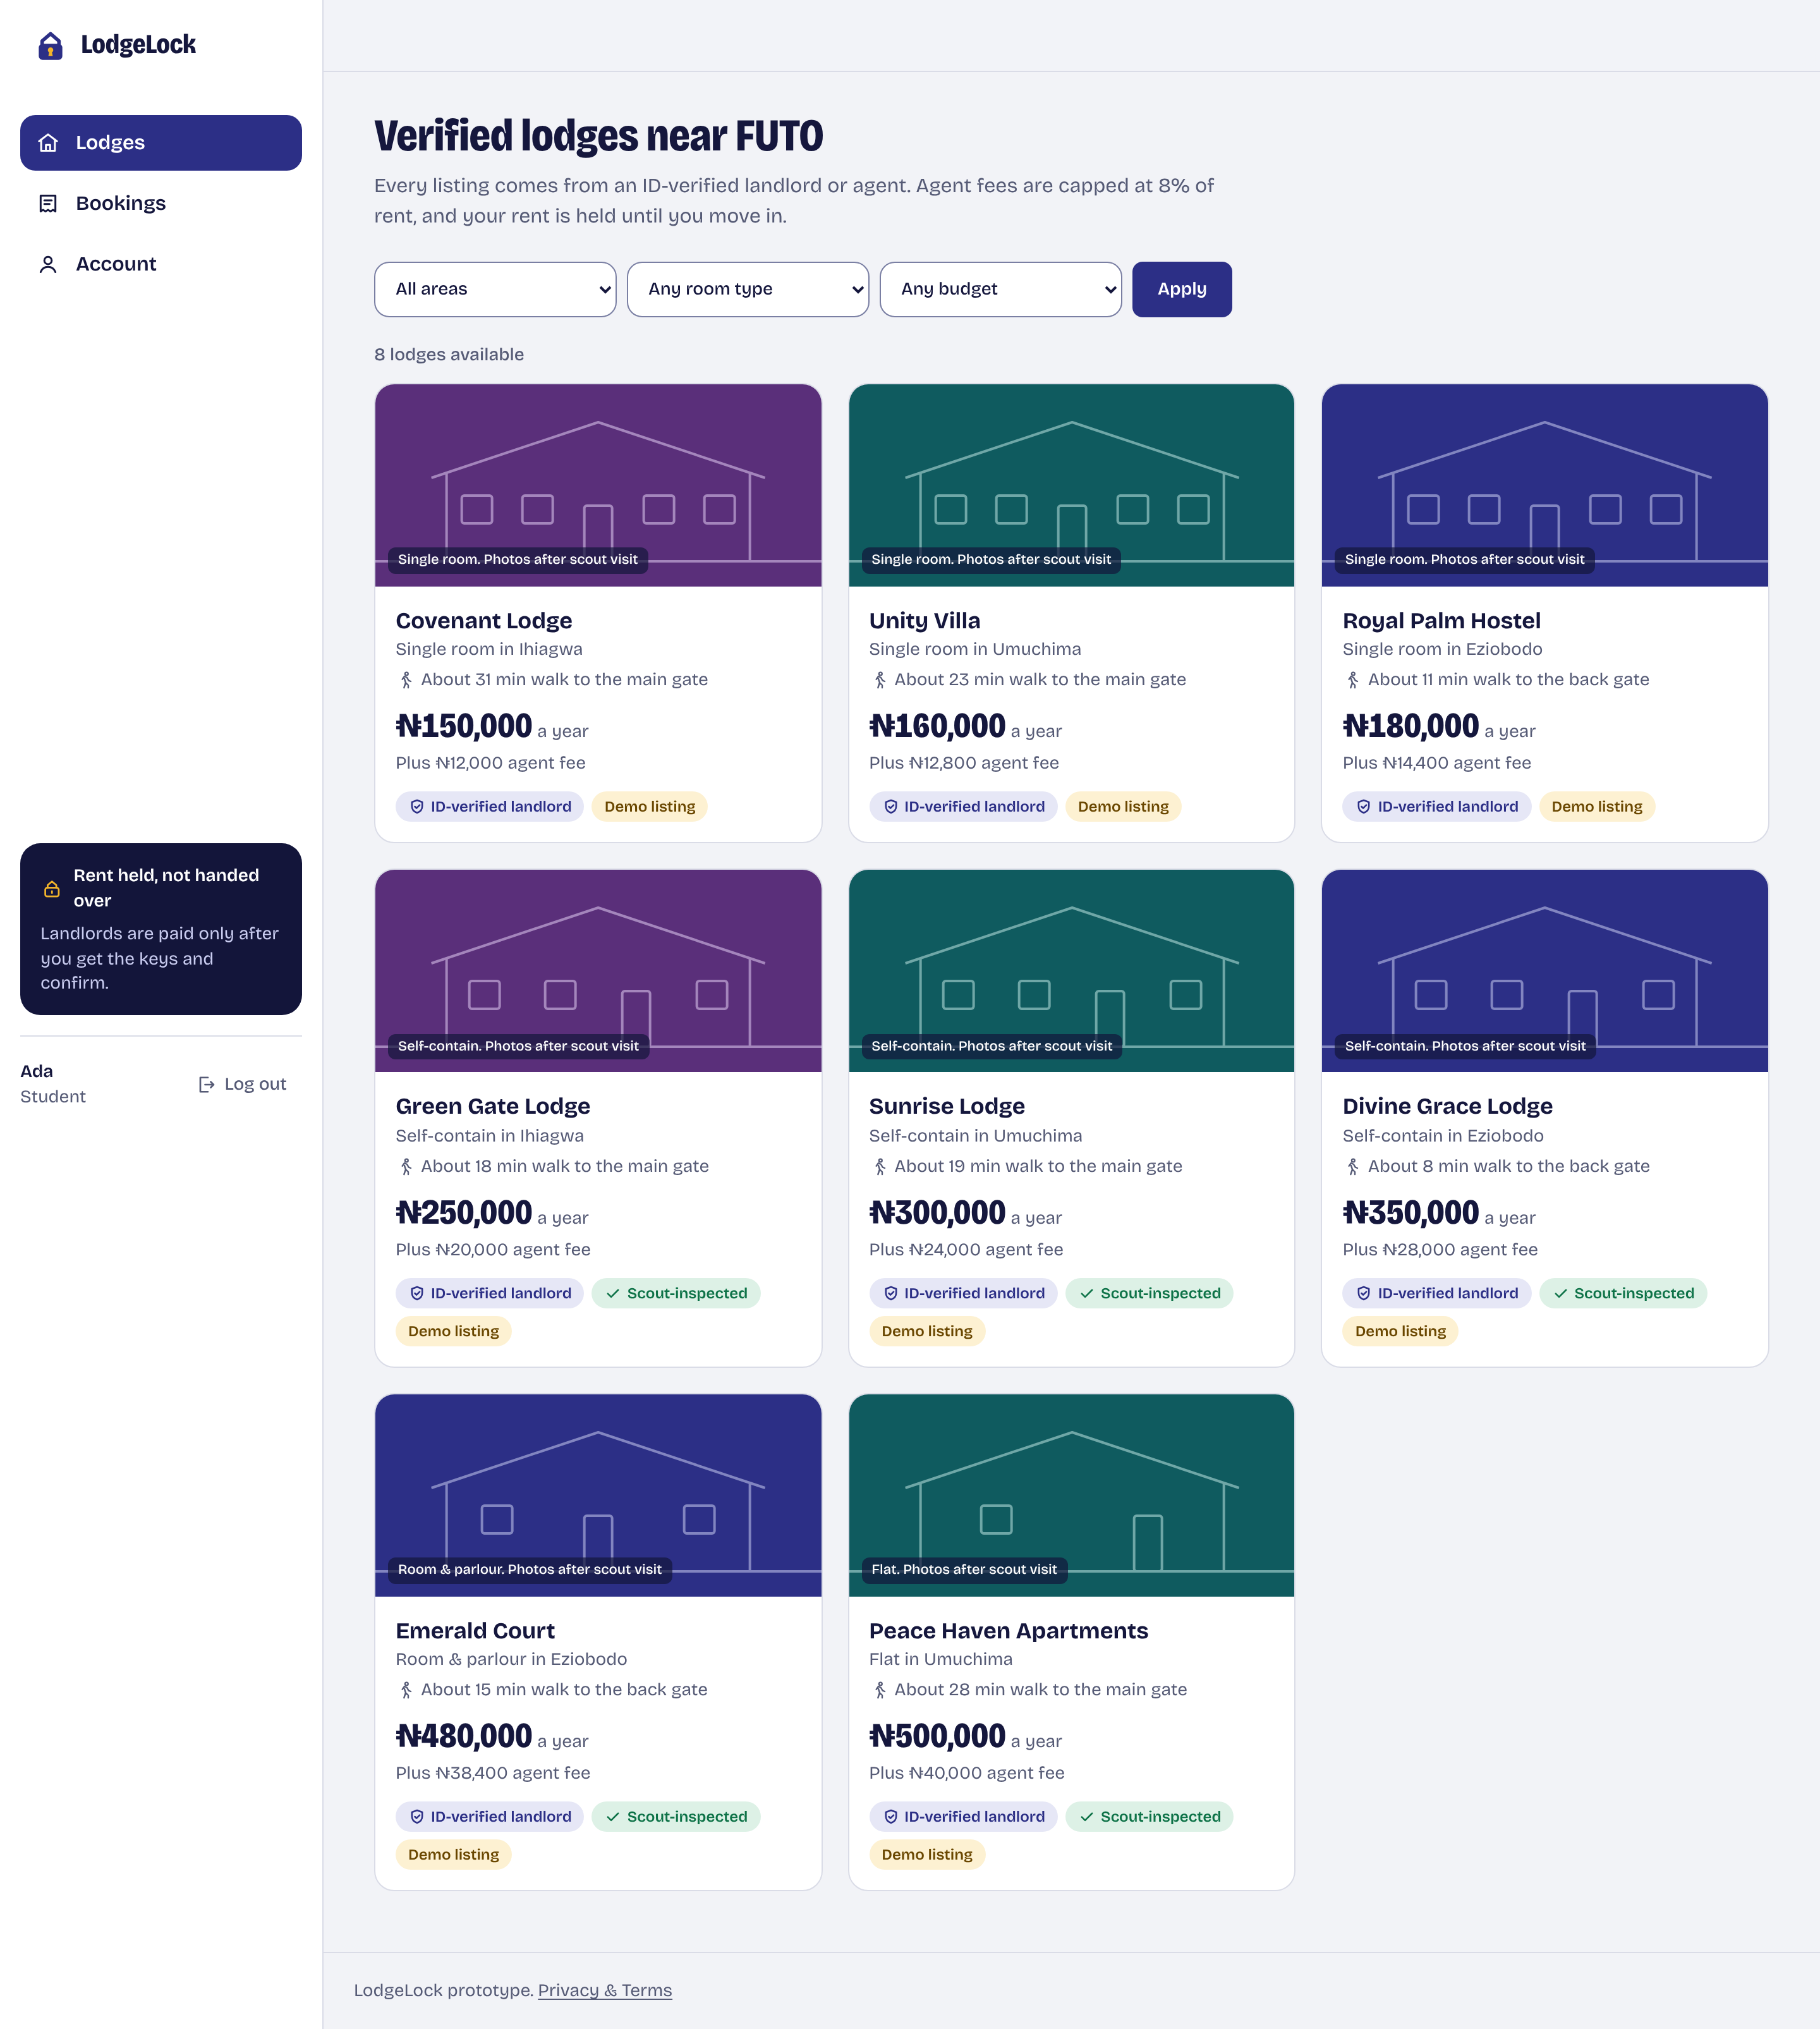 LodgeLock
Lodges
Bookings
Account
Rent held, not handed
over
Landlords are paid only after
you get the keys and
confirm.
Ada
Student
Log out
Verified lodges near FUTO
Every listing comes from an ID-verified landlord or agent. Agent fees are capped at 8% of
rent, and your rent is held until you move in.
All areas
Any room type
Any budget
Apply
8 lodges available
Single room. Photos after scout visit
Covenant Lodge
Single room in Ihiagwa
About 31 min walk to the main gate
₦150,000 a year
Plus ₦12,000 agent fee
ID-verified landlord
Demo listing
Single room. Photos after scout visit
Unity Villa
Single room in Umuchima
About 23 min walk to the main gate
₦160,000 a year
Plus ₦12,800 agent fee
ID-verified landlord
Demo listing
Single room. Photos after scout visit
Royal Palm Hostel
Single room in Eziobodo
About 11 min walk to the back gate
₦180,000 a year
Plus ₦14,400 agent fee
ID-verified landlord
Demo listing
Self-contain. Photos after scout visit
Green Gate Lodge
Self-contain in Ihiagwa
About 18 min walk to the main gate
₦250,000 a year
Plus ₦20,000 agent fee
ID-verified landlord
Scout-inspected
Demo listing
Self-contain. Photos after scout visit
Sunrise Lodge
Self-contain in Umuchima
About 19 min walk to the main gate
₦300,000 a year
Plus ₦24,000 agent fee
ID-verified landlord
Scout-inspected
Demo listing
Self-contain. Photos after scout visit
Divine Grace Lodge
Self-contain in Eziobodo
About 8 min walk to the back gate
₦350,000 a year
Plus ₦28,000 agent fee
ID-verified landlord
Scout-inspected
Demo listing
Room & parlour. Photos after scout visit
Emerald Court
Room & parlour in Eziobodo
About 15 min walk to the back gate
₦480,000 a year
Plus ₦38,400 agent fee
ID-verified landlord
Scout-inspected
Demo listing
Flat. Photos after scout visit
Peace Haven Apartments
Flat in Umuchima
About 28 min walk to the main gate
₦500,000 a year
Plus ₦40,000 agent fee
ID-verified landlord
Scout-inspected
Demo listing
LodgeLock prototype. Privacy & Terms